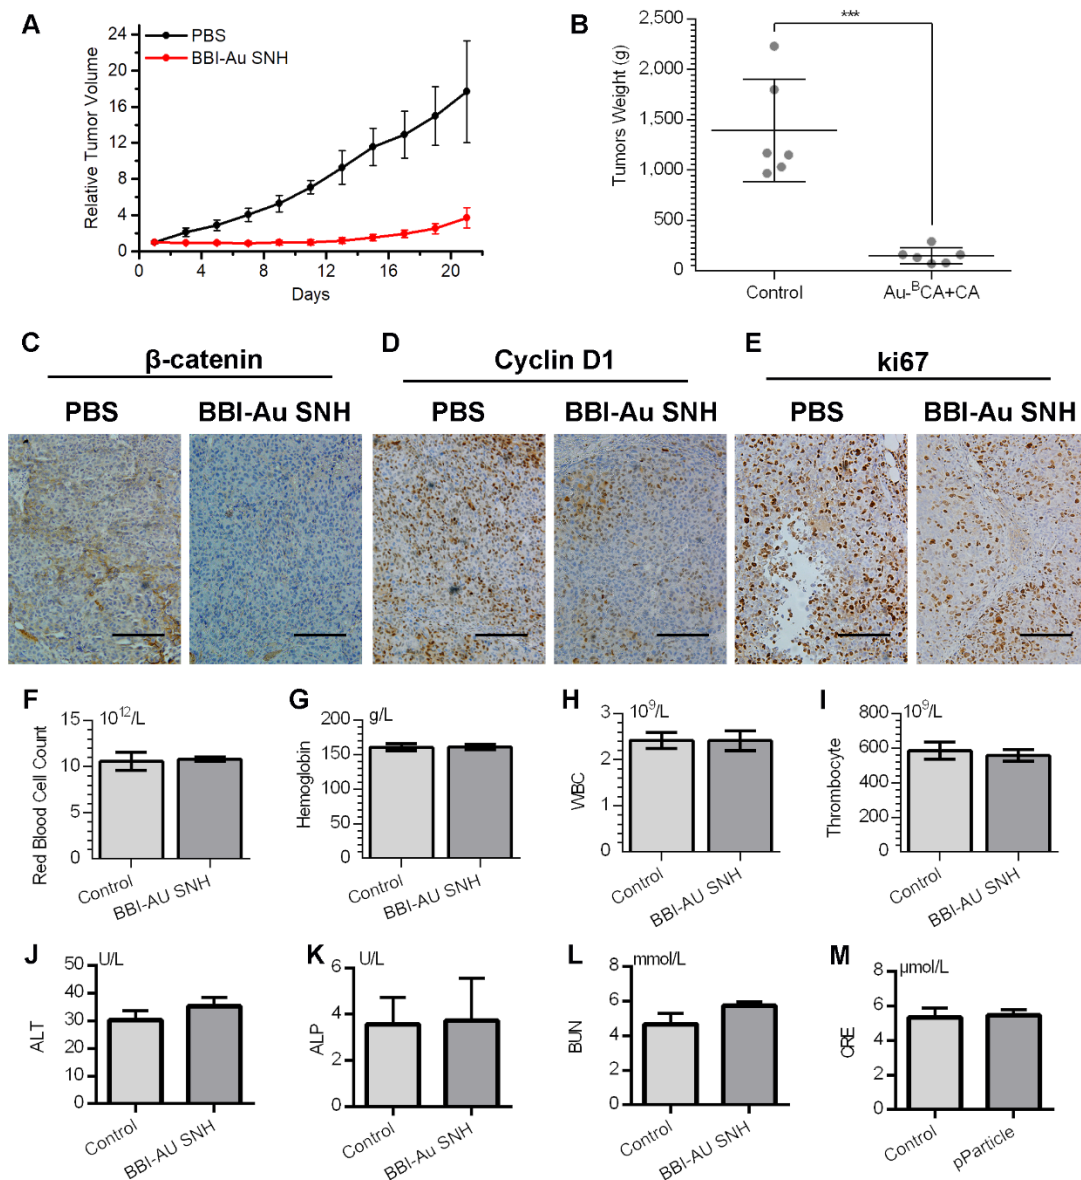 A
PBS
BBI-Au SNH
Relative Tumor Volume
24
20
16
12
8
4
0
0
4
8
12
16
20
Days
B
***
Tumors Weight (g)
2,500
2,000
1,500
1,000
500
0
Control
Au-ᴮCA+CA
C
β-catenin
PBS
BBI-Au SNH
D
Cyclin D1
PBS
BBI-Au SNH
E
ki67
PBS
BBI-Au SNH
F
10¹²/L
Red Blood Cell Count
15
10
5
0
Control
BBI-AU SNH
G
g/L
Hemoglobin
200
150
100
50
0
Control
BBI-AU SNH
H
10⁹/L
WBC
3
2
1
0
Control
BBI-AU SNH
I
10⁹/L
Thrombocyte
800
600
400
200
0
Control
BBI-AU SNH
J
U/L
ALT
50
40
30
20
10
0
Control
BBI-AU SNH
K
U/L
ALP
6
4
2
0
Control
BBI-Au SNH
L
mmol/L
BUN
8
6
4
2
0
Control
BBI-AU SNH
M
μmol/L
CRE
8
6
4
2
0
Control
pParticle